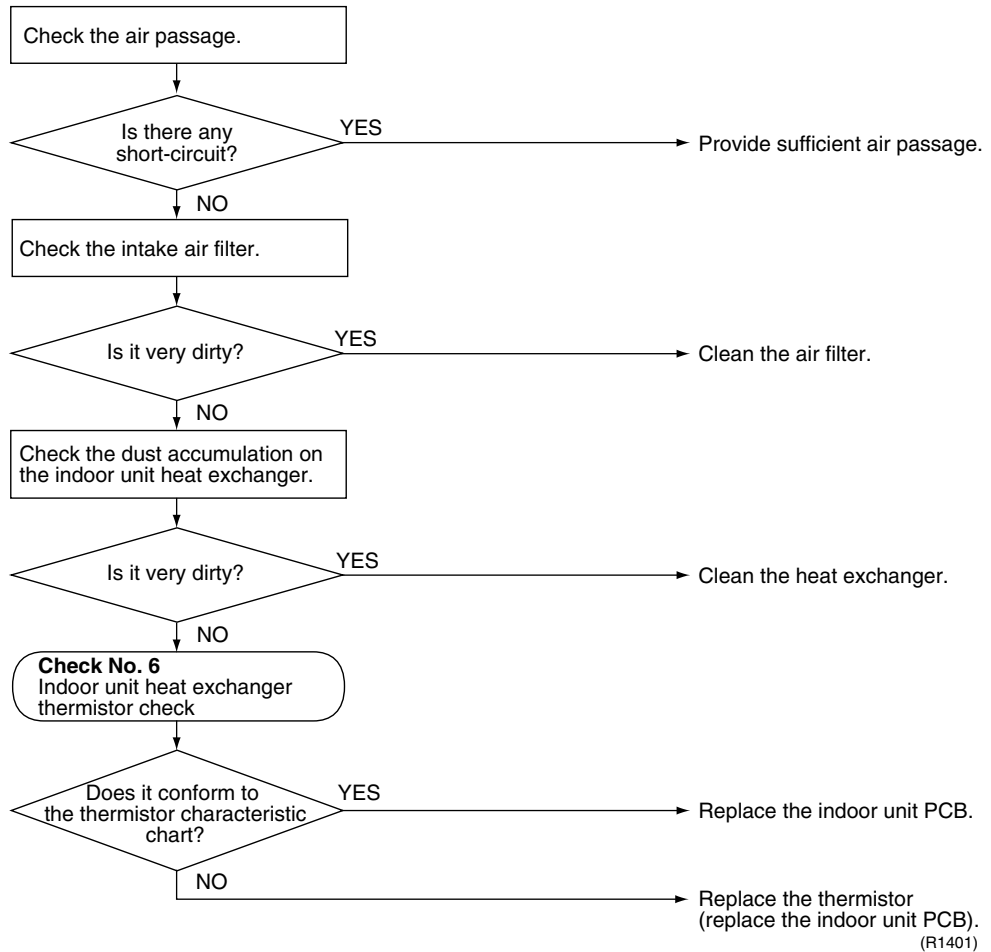 Check the air passage.
Is there any
short-circuit?
YES
Provide sufficient air passage.
NO
Check the intake air filter.
Is it very dirty?
YES
Clean the air filter.
NO
Check the dust accumulation on
the indoor unit heat exchanger.
Is it very dirty?
YES
Clean the heat exchanger.
NO
Check No. 6
Indoor unit heat exchanger
thermistor check
Does it conform to
the thermistor characteristic
chart?
YES
Replace the indoor unit PCB.
NO
Replace the thermistor
(replace the indoor unit PCB).
(R1401)